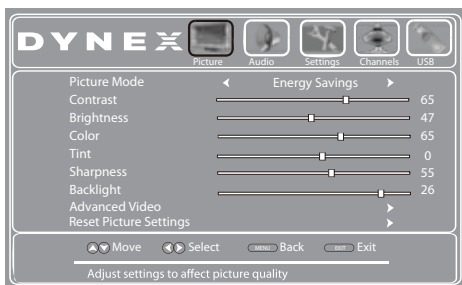 DYNEX
Picture Audio Settings Channels USB
Picture Mode Energy Savings
Contrast 65
Brightness 47
Color 65
Tint 0
Sharpness 55
Backlight 26
Advanced Video
Reset Picture Settings
Move Select MENU Back EXIT Exit
Adjust settings to affect picture quality